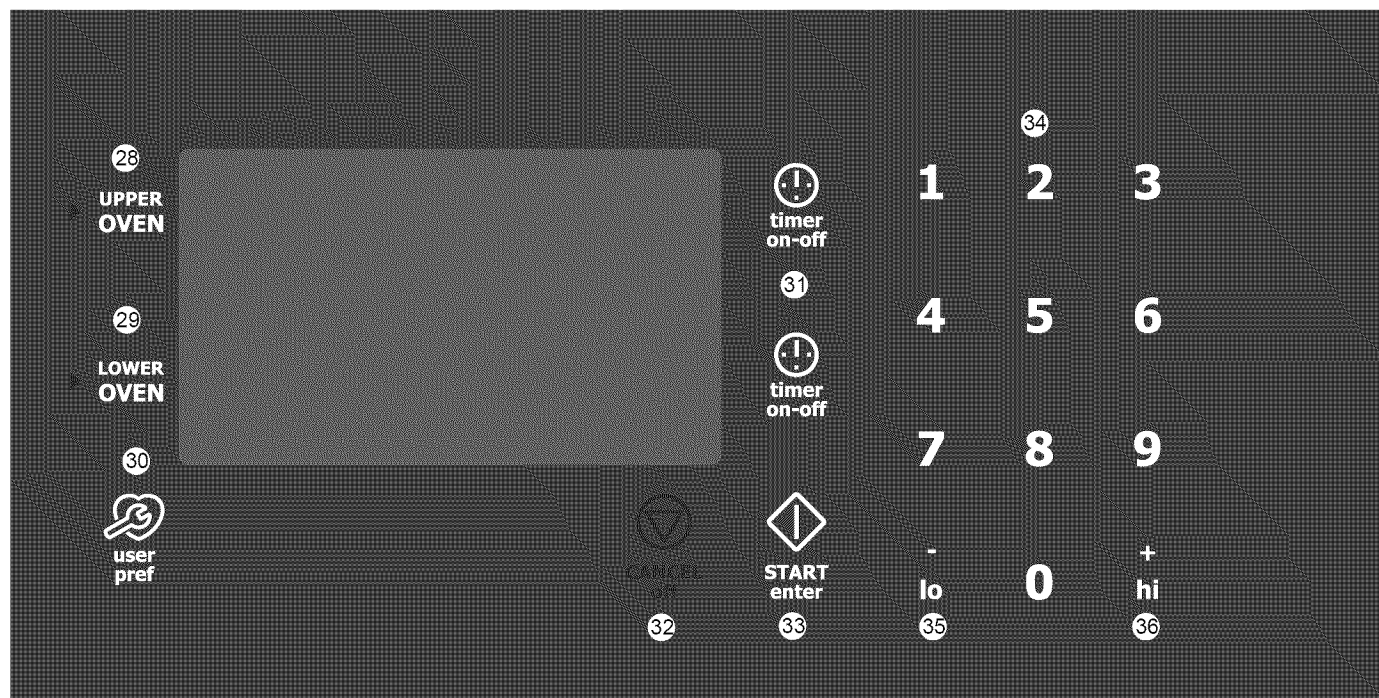 34
28
UPPER
OVEN
timer
on-off
1 2 3
31
29
LOWER
OVEN
timer
on-off
4 5 6
30
7 8 9
user
pref
CANCEL
START
enter
-
lo
0
+
hi
32
33
35
36